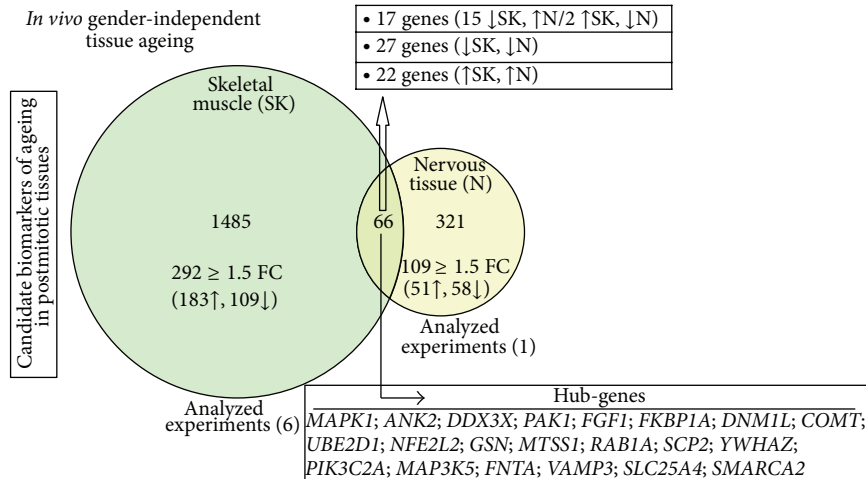 In vivo gender-independent
tissue ageing
• 17 genes (15 ↓SK, ↑N/2 ↑SK, ↓N)
• 27 genes (↓SK, ↓N)
• 22 genes (↑SK, ↑N)
Candidate biomarkers of ageing
in postmitotic tissues
Skeletal
muscle (SK)
Nervous
tissue (N)
1485
66
321
292 ≥ 1.5 FC
(183↑, 109↓)
109 ≥ 1.5 FC
(51↑, 58↓)
Analyzed
experiments (1)
Analyzed
experiments (6)
Hub-genes
MAPK1; ANK2; DDX3X; PAK1; FGF1; FKBP1A; DNM1L; COMT;
UBE2D1; NFE2L2; GSN; MTSS1; RAB1A; SCP2; YWHAZ;
PIK3C2A; MAP3K5; FNTA; VAMP3; SLC25A4; SMARCA2